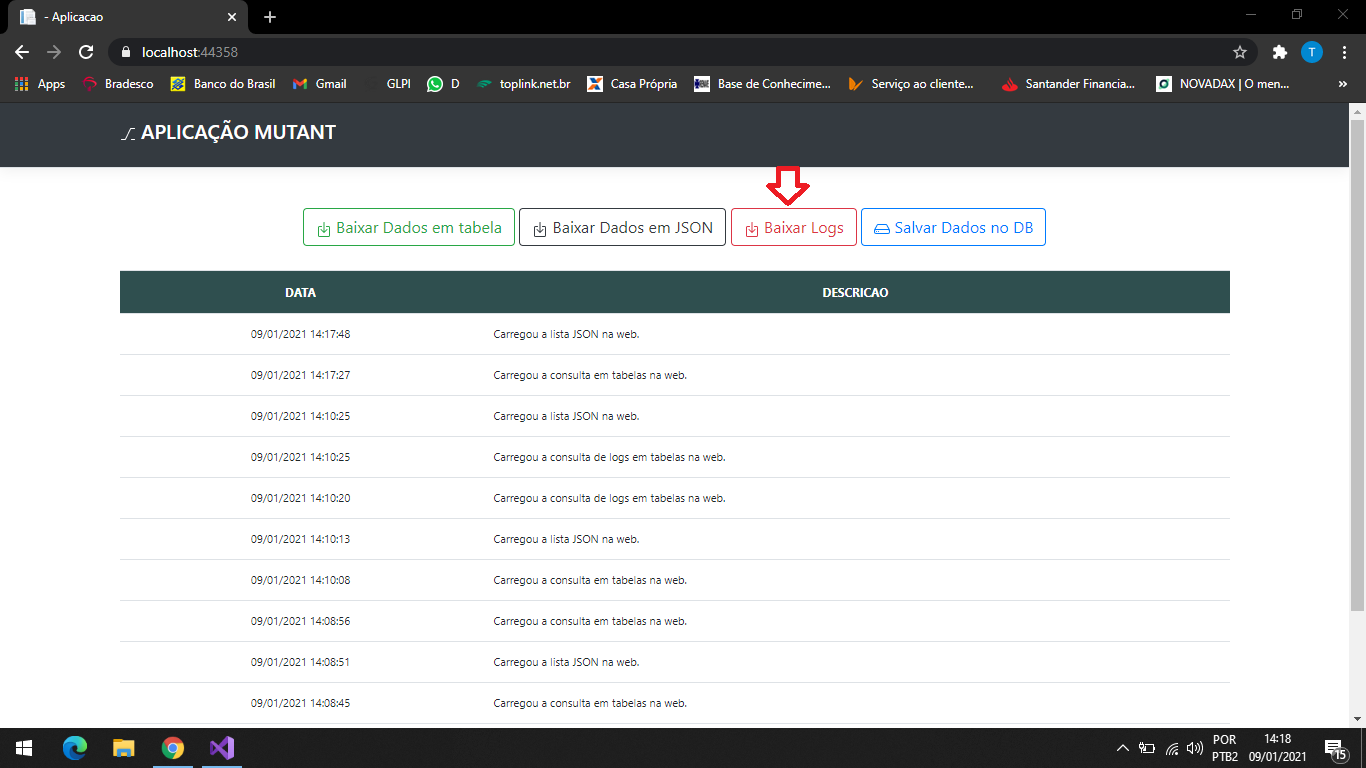 - Aplicacao
localhost:44358
Apps Bradesco Banco do Brasil Gmail GLPI D toplink.net.br Casa Própria Base de Conhecime... Serviço ao cliente... Santander Financia... NOVADAX | O men... »
APLICAÇÃO MUTANT
Baixar Dados em tabela Baixar Dados em JSON Baixar Logs Salvar Dados no DB
DATA DESCRICAO
09/01/2021 14:17:48 Carregou a lista JSON na web.
09/01/2021 14:17:27 Carregou a consulta em tabelas na web.
09/01/2021 14:10:25 Carregou a lista JSON na web.
09/01/2021 14:10:25 Carregou a consulta de logs em tabelas na web.
09/01/2021 14:10:20 Carregou a consulta de logs em tabelas na web.
09/01/2021 14:10:13 Carregou a lista JSON na web.
09/01/2021 14:10:08 Carregou a consulta em tabelas na web.
09/01/2021 14:08:56 Carregou a consulta em tabelas na web.
09/01/2021 14:08:51 Carregou a lista JSON na web.
09/01/2021 14:08:45 Carregou a consulta em tabelas na web.
POR 14:18
PTB2 09/01/2021 15